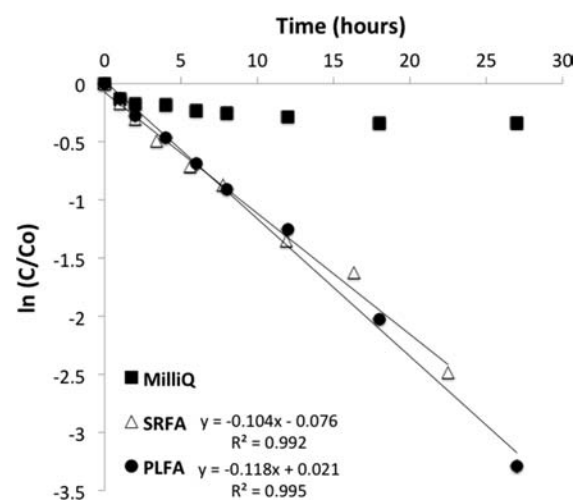 Time (hours)
0 5 10 15 20 25 30
0
-0.5
-1
-1.5
-2
-2.5
-3
-3.5
ln (C/Co)
MilliQ
SRFA y = -0.104x - 0.076
R² = 0.992
PLFA y = -0.118x + 0.021
R² = 0.995